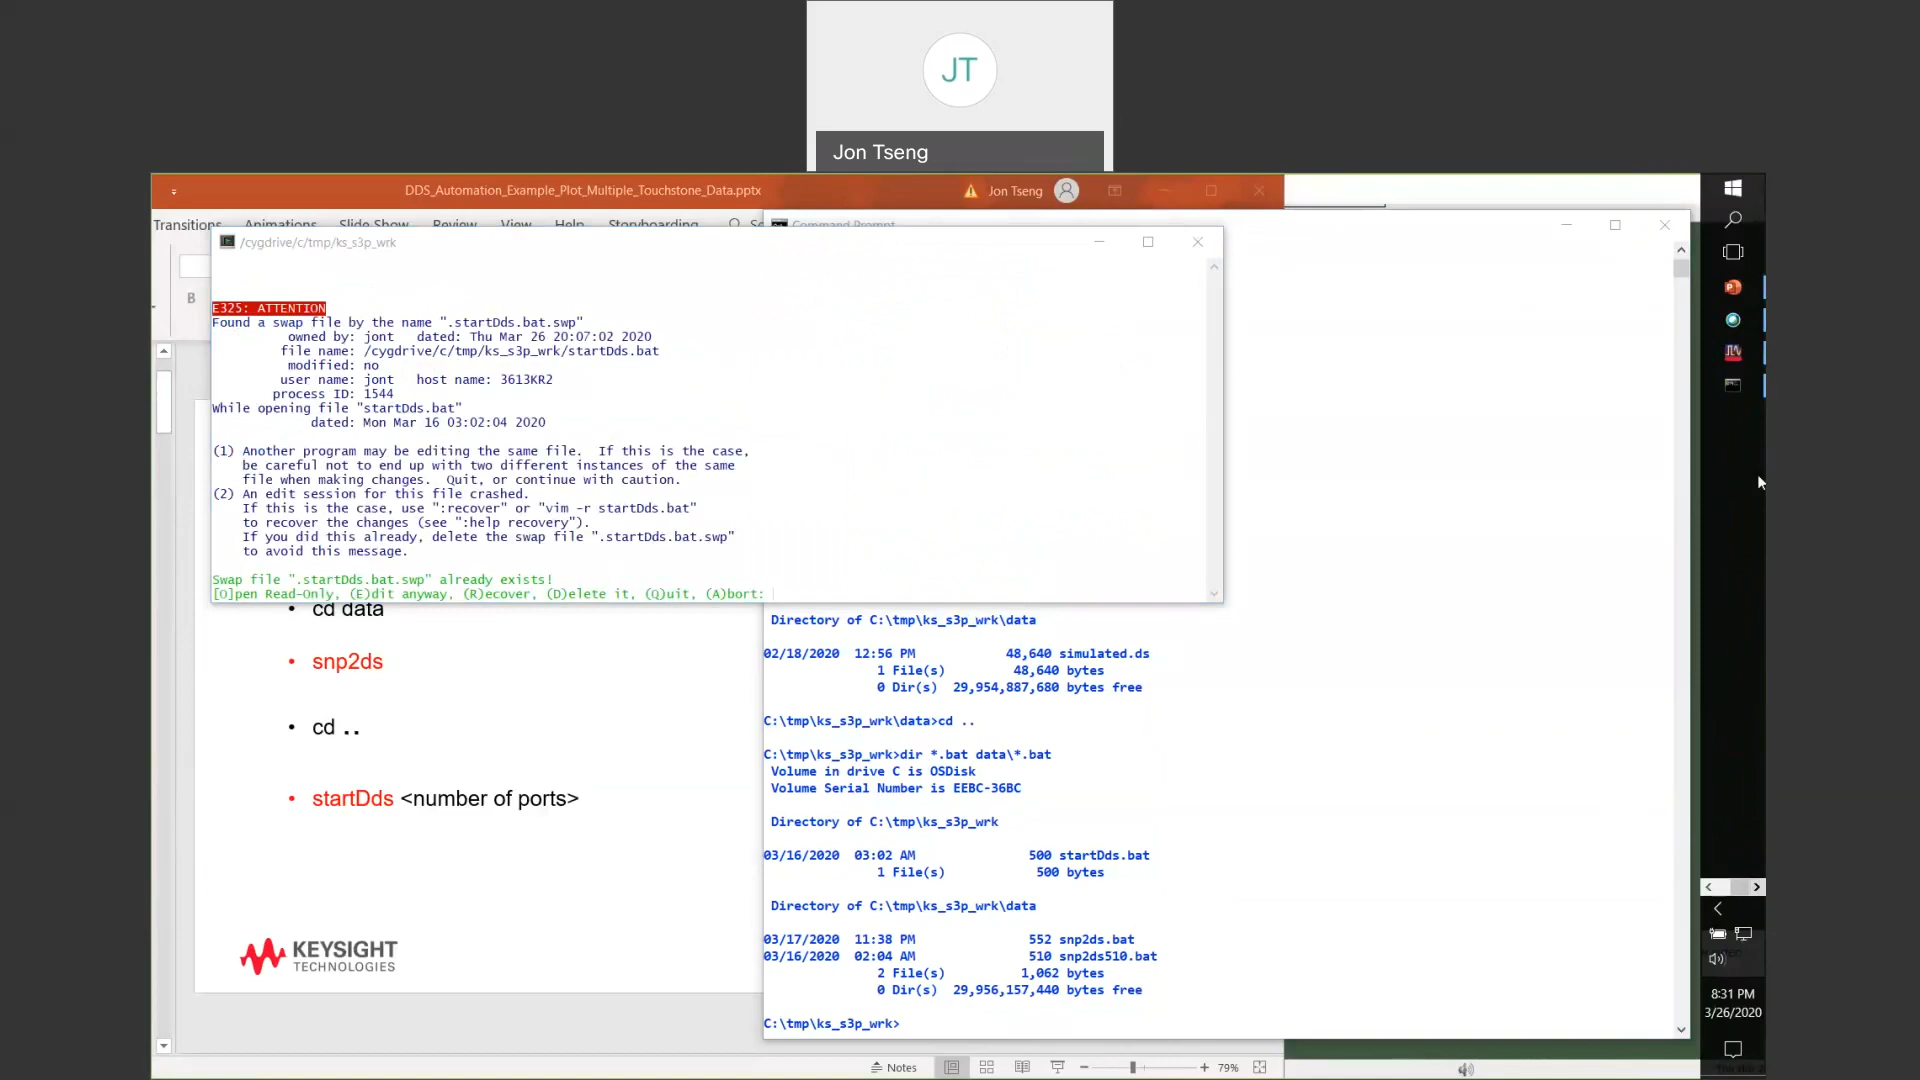 JT
Jon Tseng
DDS_Automation_Example_Plot_Multiple_Touchstone_Data.pptx
Jon Tseng
Transitions Animations Slide Show Review View Help Storyboarding
Command Prompt
B
/cygdrive/c/tmp/ks_s3p_wrk
E325: ATTENTION
Found a swap file by the name ".startDds.bat.swp"
owned by: jont dated: Thu Mar 26 20:07:02 2020
file name: /cygdrive/c/tmp/ks_s3p_wrk/startDds.bat
modified: no
user name: jont host name: 3613KR2
process ID: 1544
While opening file "startDds.bat"
dated: Mon Mar 16 03:02:04 2020
(1) Another program may be editing the same file. If this is the case,
be careful not to end up with two different instances of the same
file when making changes. Quit, or continue with caution.
(2) An edit session for this file crashed.
If this is the case, use ":recover" or "vim -r startDds.bat"
to recover the changes (see ":help recovery").
If you did this already, delete the swap file ".startDds.bat.swp"
to avoid this message.
Swap file ".startDds.bat.swp" already exists!
[O]pen Read-Only, (E)dit anyway, (R)ecover, (D)elete it, (Q)uit, (A)bort:
• cd data
• snp2ds
• cd ..
• startDds <number of ports>
KEYSIGHT
TECHNOLOGIES
Directory of C:\tmp\ks_s3p_wrk\data
02/18/2020 12:56 PM 48,640 simulated.ds
1 File(s) 48,640 bytes
0 Dir(s) 29,954,887,680 bytes free
C:\tmp\ks_s3p_wrk\data>cd ..
C:\tmp\ks_s3p_wrk>dir *.bat data\*.bat
Volume in drive C is OSDisk
Volume Serial Number is EEBC-36BC
Directory of C:\tmp\ks_s3p_wrk
03/16/2020 03:02 AM 500 startDds.bat
1 File(s) 500 bytes
Directory of C:\tmp\ks_s3p_wrk\data
03/17/2020 11:38 PM 552 snp2ds.bat
03/16/2020 02:04 AM 510 snp2ds510.bat
2 File(s) 1,062 bytes
0 Dir(s) 29,956,157,440 bytes free
C:\tmp\ks_s3p_wrk>
Notes
79%
8:31 PM
3/26/2020